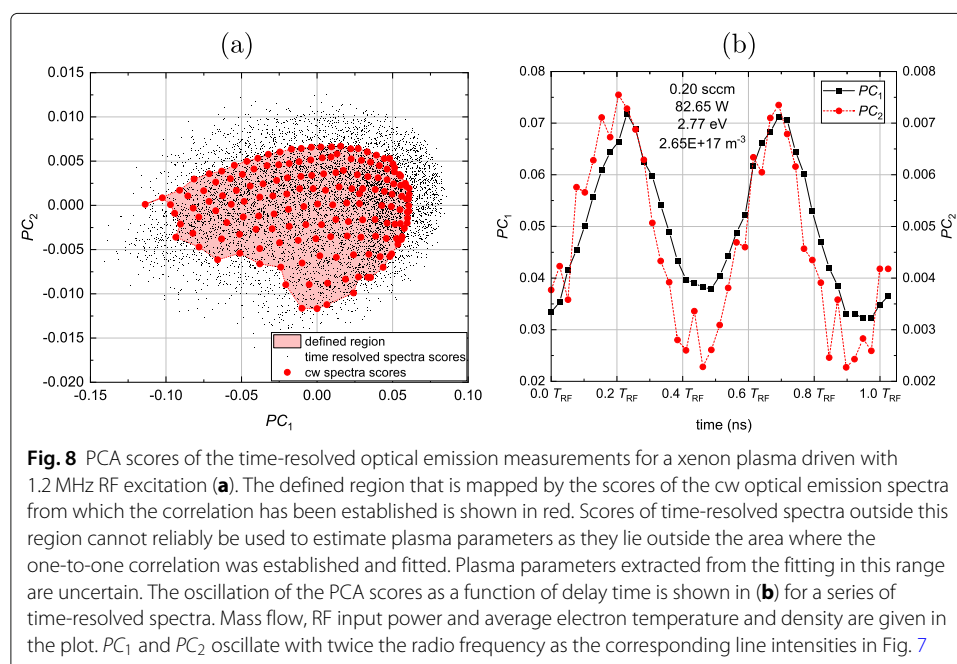 (a)
(b)
0.015
0.010
0.005
0.000
-0.005
-0.010
-0.015
-0.020
PC2
-0.15
-0.10
-0.05
0.00
0.05
0.10
PC1
defined region
time resolved spectra scores
cw spectra scores
0.08
0.07
0.06
0.05
0.04
0.03
0.02
PC1
0.20 sccm
82.65 W
2.77 eV
2.65E+17 m-3
PC1
PC2
0.008
0.007
0.006
0.005
0.004
0.003
0.002
PC2
0.0 TRF
0.2 TRF
0.4 TRF
0.6 TRF
0.8 TRF
1.0 TRF
time (ns)
Fig. 8 PCA scores of the time-resolved optical emission measurements for a xenon plasma driven with
1.2 MHz RF excitation (a). The defined region that is mapped by the scores of the cw optical emission spectra
from which the correlation has been established is shown in red. Scores of time-resolved spectra outside this
region cannot reliably be used to estimate plasma parameters as they lie outside the area where the
one-to-one correlation was established and fitted. Plasma parameters extracted from the fitting in this range
are uncertain. The oscillation of the PCA scores as a function of delay time is shown in (b) for a series of
time-resolved spectra. Mass flow, RF input power and average electron temperature and density are given in
the plot. PC1 and PC2 oscillate with twice the radio frequency as the corresponding line intensities in Fig. 7